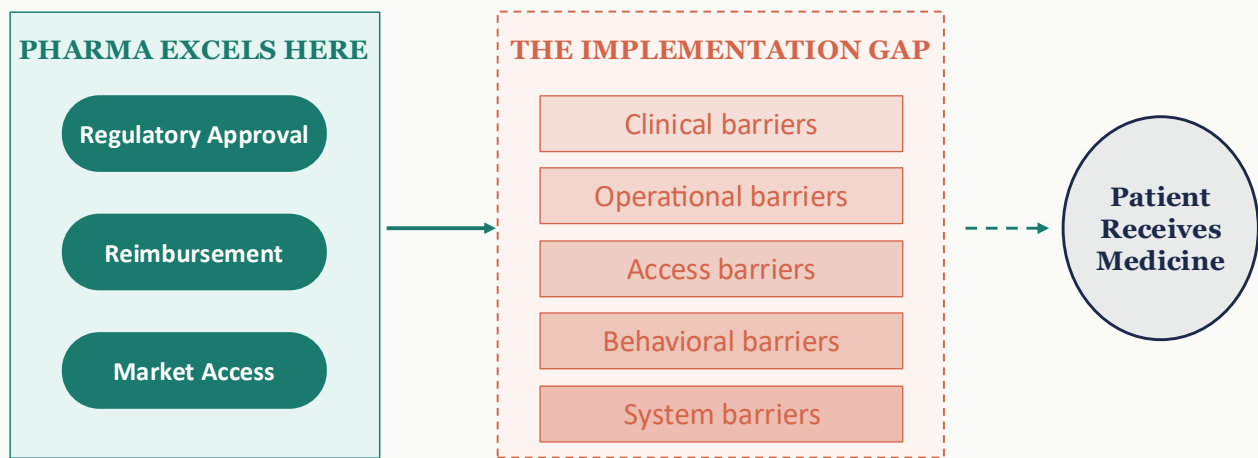 PHARMA EXCELS HERE
Regulatory Approval
Reimbursement
Market Access
THE IMPLEMENTATION GAP
Clinical barriers
Operational barriers
Access barriers
Behavioral barriers
System barriers
Patient
Receives
Medicine